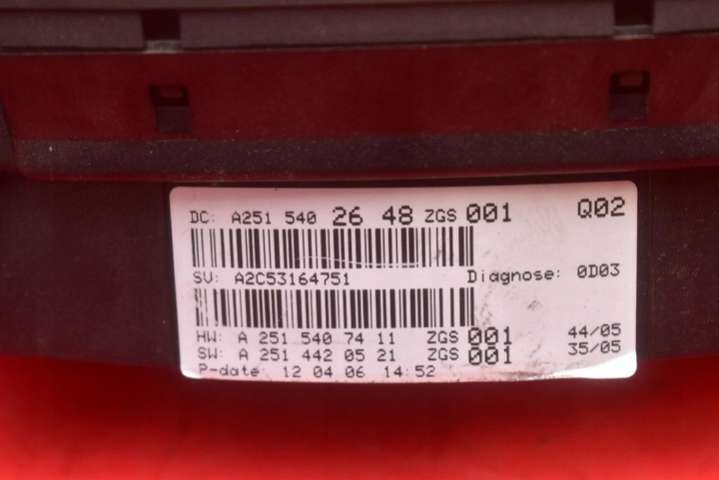 DC: A251 540 26 48 ZGS 001 Q02
SV: A2C53164751 Diagnose: 0D03
HW: A 251 540 74 11 ZGS 001 44/05
SW: A 251 442 05 21 ZGS 001 35/05
P-date: 12 04 06 14:52